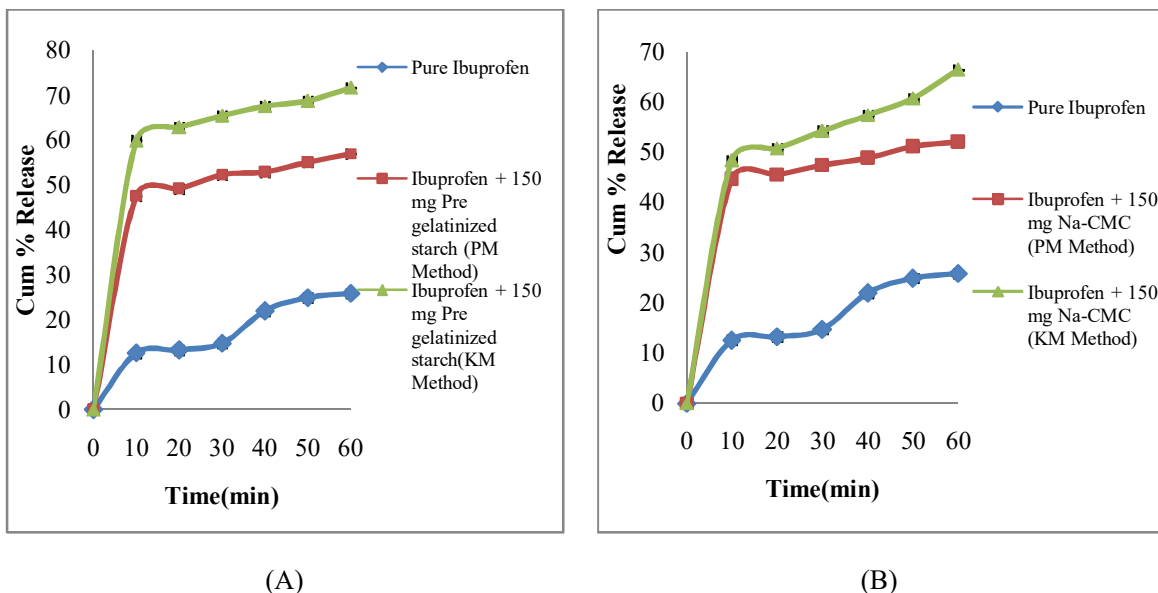 80
70
60
50
40
30
20
10
0
Cum % Release
0 10 20 30 40 50 60
Time(min)
Pure Ibuprofen
Ibuprofen + 150
mg Pre
gelatinized
starch (PM
Method)
Ibuprofen + 150
mg Pre
gelatinized
starch(KM
Method)
(A)
70
60
50
40
30
20
10
0
Cum % Release
0 10 20 30 40 50 60
Time(min)
Pure Ibuprofen
Ibuprofen + 150
mg Na-CMC
(PM Method)
Ibuprofen + 150
mg Na-CMC
(KM Method)
(B)